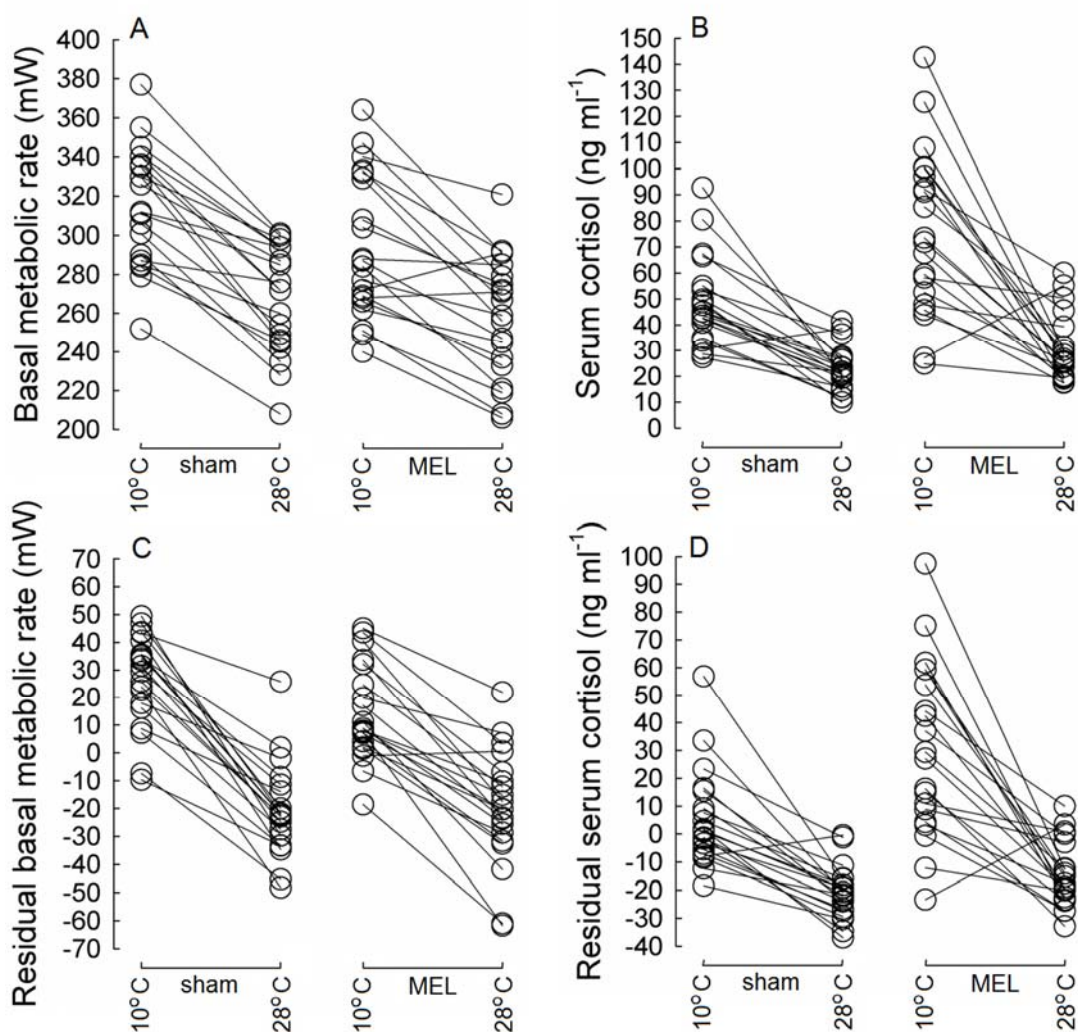 A
Basal metabolic rate (mW)
400
380
360
340
320
300
280
260
240
220
200
10°C
sham
28°C
10°C
MEL
28°C
B
Serum cortisol (ng ml⁻¹)
150
140
130
120
110
100
90
80
70
60
50
40
30
20
10
0
10°C
sham
28°C
10°C
MEL
28°C
C
Residual basal metabolic rate (mW)
70
60
50
40
30
20
10
0
-10
-20
-30
-40
-50
-60
-70
10°C
sham
28°C
10°C
MEL
28°C
D
Residual serum cortisol (ng ml⁻¹)
100
90
80
70
60
50
40
30
20
10
0
-10
-20
-30
-40
10°C
sham
28°C
10°C
MEL
28°C